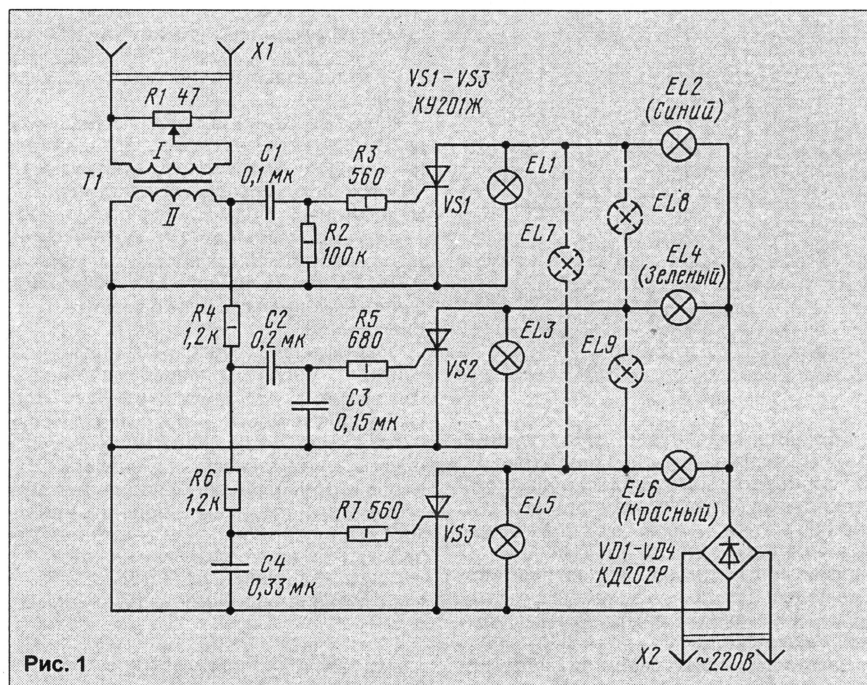 X1
R1 47
I
T1
II
C1
0,1 мк
R2
100 к
R3
560
VS1–VS3
КУ201Ж
VS1
EL1
EL2
(Синий)
EL7
EL8
R4
1,2к
C2
0,2 мк
C3
0,15 мк
R5
680
VS2
EL3
EL4
(Зеленый)
EL9
R6
1,2к
R7 560
C4
0,33 мк
VS3
EL5
EL6
(Красный)
VD1–VD4
КД202Р
X2
~220В
Рис. 1